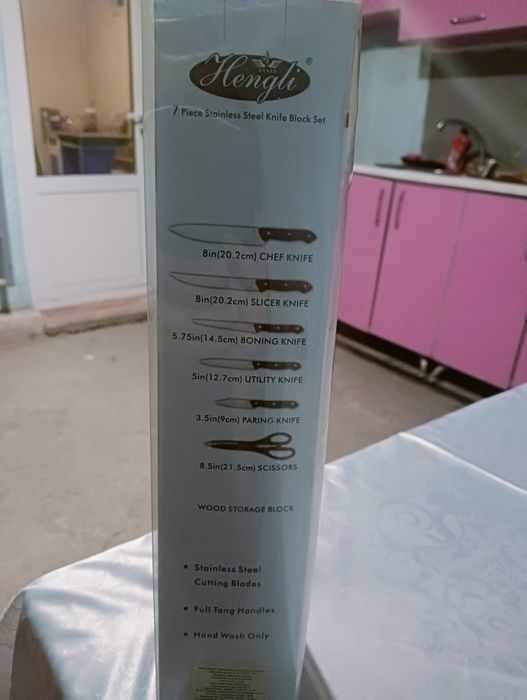 Hengli ®
7 Piece Stainless Steel Knife Block Set
8in(20.2cm) CHEF KNIFE
8in(20.2cm) SLICER KNIFE
5.75in(14.5cm) BONING KNIFE
5in(12.7cm) UTILITY KNIFE
3.5in(9cm) PARING KNIFE
8.5in(21.5cm) SCISSORS
WOOD STORAGE BLOCK
• Stainless Steel
Cutting Blades
• Full Tang Handles
• Hand Wash Only